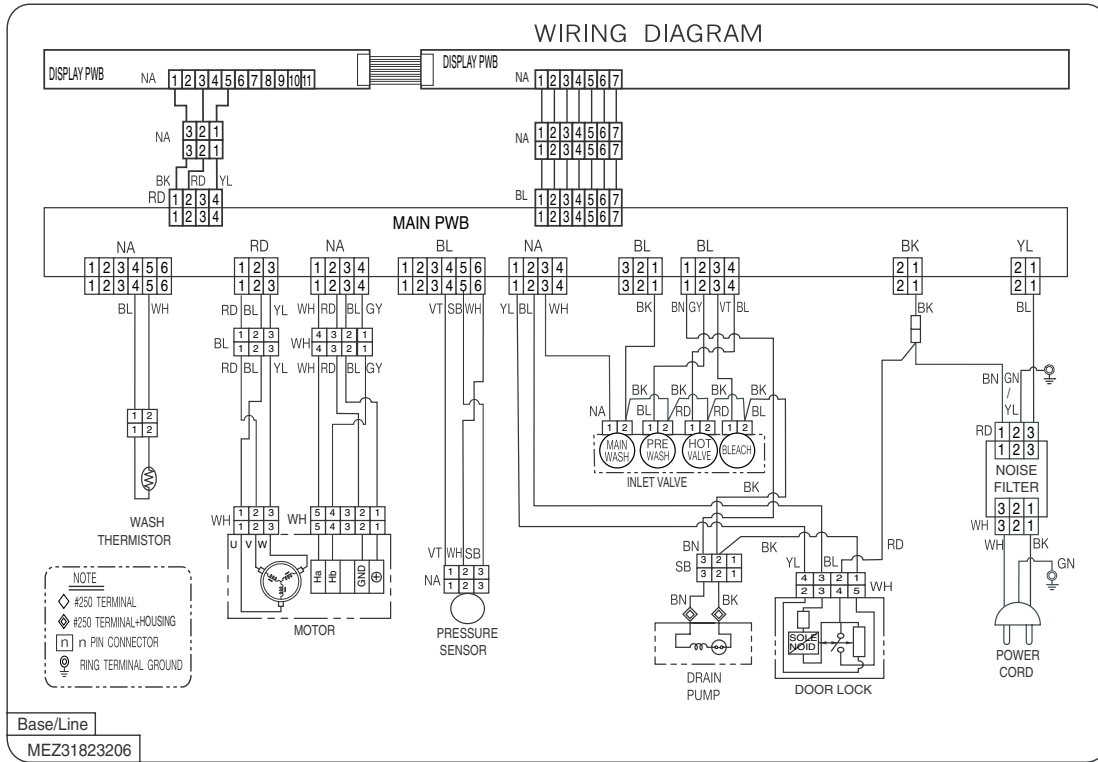 WIRING DIAGRAM
DISPLAY PWB
NA 1 2 3 4 5 6 7 8 9 10 11
DISPLAY PWB
NA 1 2 3 4 5 6 7
NA 3 2 1
3 2 1
NA 1 2 3 4 5 6 7
1 2 3 4 5 6 7
BK RD YL
RD 1 2 3 4
1 2 3 4
BL 1 2 3 4 5 6 7
1 2 3 4 5 6 7
MAIN PWB
NA RD NA BL NA BL BL BK YL
1 2 3 4 5 6 1 2 3 1 2 3 4 1 2 3 4 5 6 1 2 3 4 3 2 1 1 2 3 4 2 1 2 1
1 2 3 4 5 6 1 2 3 1 2 3 4 1 2 3 4 5 6 1 2 3 4 3 2 1 1 2 3 4 2 1 2 1
BL WH RD BL YL WH RD BL GY VT SB WH YL BL WH BK BN GY VT BL BK BL
BL 1 2 3 WH 4 3 2 1
1 2 3 4 3 2 1
RD BL YL WH RD BL GY
BN GN / YL
BK BK BK
NA BL RD RD BL
1 2 1 2 1 2 1 2
MAIN WASH
PRE WASH
HOT VALVE
BLEACH
INLET VALVE
1 2
1 2
RD 1 2 3
1 2 3
NOISE
FILTER
3 2 1
WH 3 2 1
WH BK
GN
POWER
CORD
WASH
THERMISTOR
WH 1 2 3 WH 5 4 3 2 1
1 2 3 5 4 3 2 1
U V W
Ha Hb GND
MOTOR
VT WH SB
NA 1 2 3
1 2 3
PRESSURE
SENSOR
BK
BN BK
SB 3 2 1
3 2 1
BN BK
DRAIN
PUMP
YL BL RD
4 3 2 1 WH
2 3 4 5
SOLE
NOID
DOOR LOCK
NOTE
#250 TERMINAL
#250 TERMINAL+HOUSING
n n PIN CONNECTOR
RING TERMINAL GROUND
Base/Line
MEZ31823206